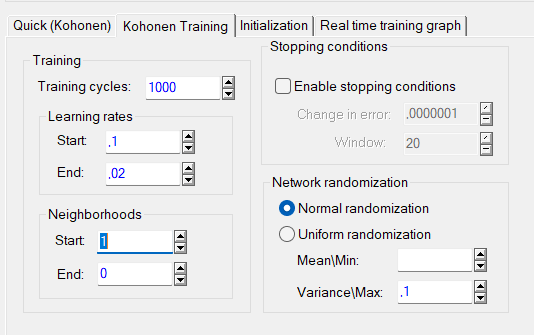 Quick (Kohonen) Kohonen Training Initialization Real time training graph
Training
Training cycles: 1000
Learning rates
Start: .1
End: .02
Neighborhoods
Start: 1
End: 0
Stopping conditions
Enable stopping conditions
Change in error: .0000001
Window: 20
Network randomization
Normal randomization
Uniform randomization
Mean\Min:
Variance\Max: .1